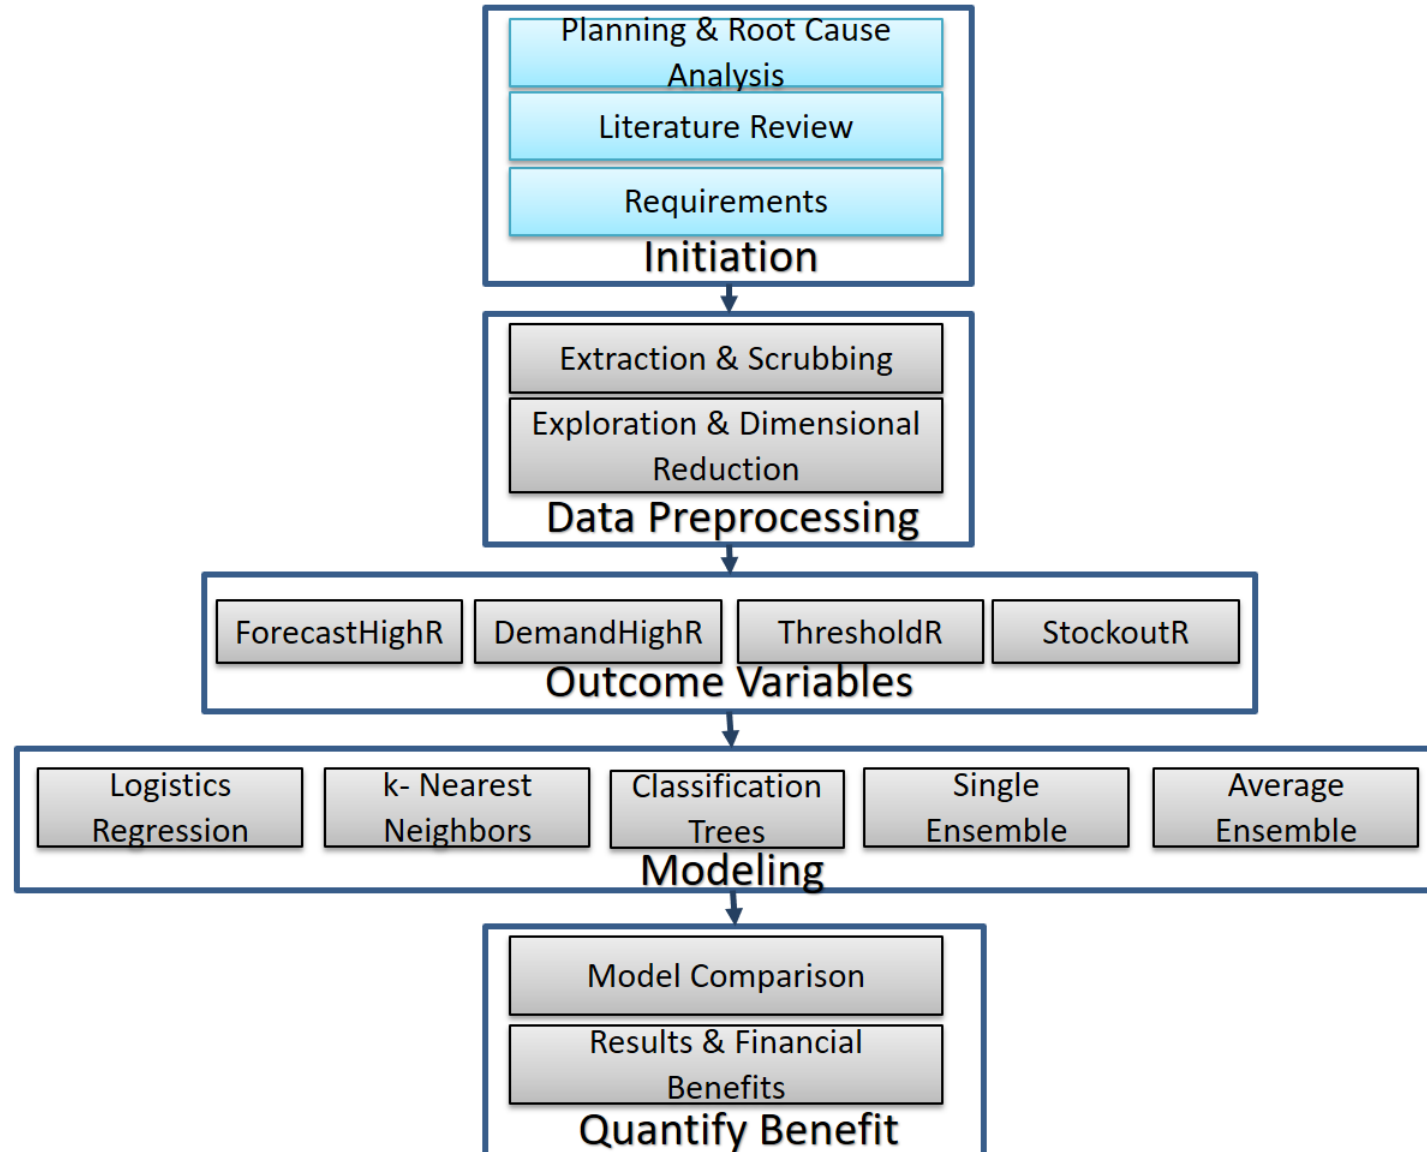 Planning & Root Cause
Analysis
Literature Review
Requirements
Initiation
Extraction & Scrubbing
Exploration & Dimensional
Reduction
Data Preprocessing
ForecastHighR
DemandHighR
ThresholdR
StockoutR
Outcome Variables
Logistics
Regression
k- Nearest
Neighbors
Classification
Trees
Single
Ensemble
Average
Ensemble
Modeling
Model Comparison
Results & Financial
Benefits
Quantify Benefit